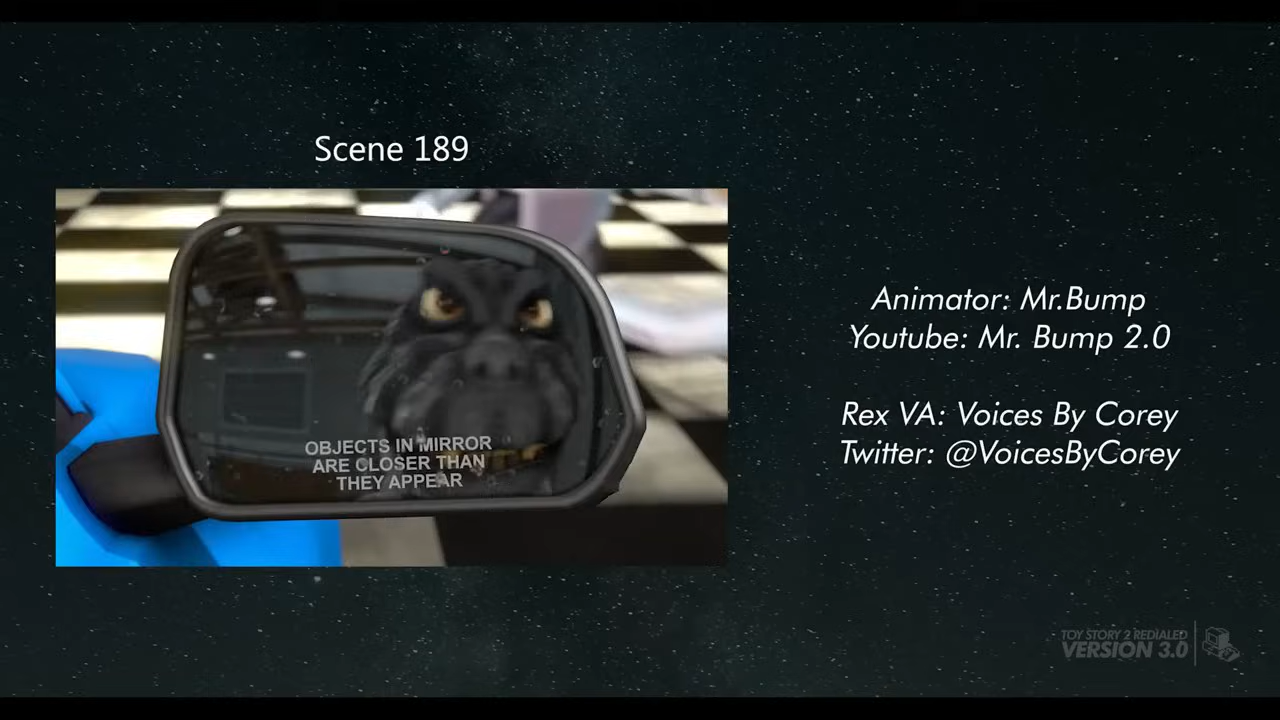 Scene 189
OBJECTS IN MIRROR
ARE CLOSER THAN
THEY APPEAR
Animator: Mr.Bump
Youtube: Mr. Bump 2.0
Rex VA: Voices By Corey
Twitter: @VoicesByCorey
TOY STORY 2 REDIALED
VERSION 3.0